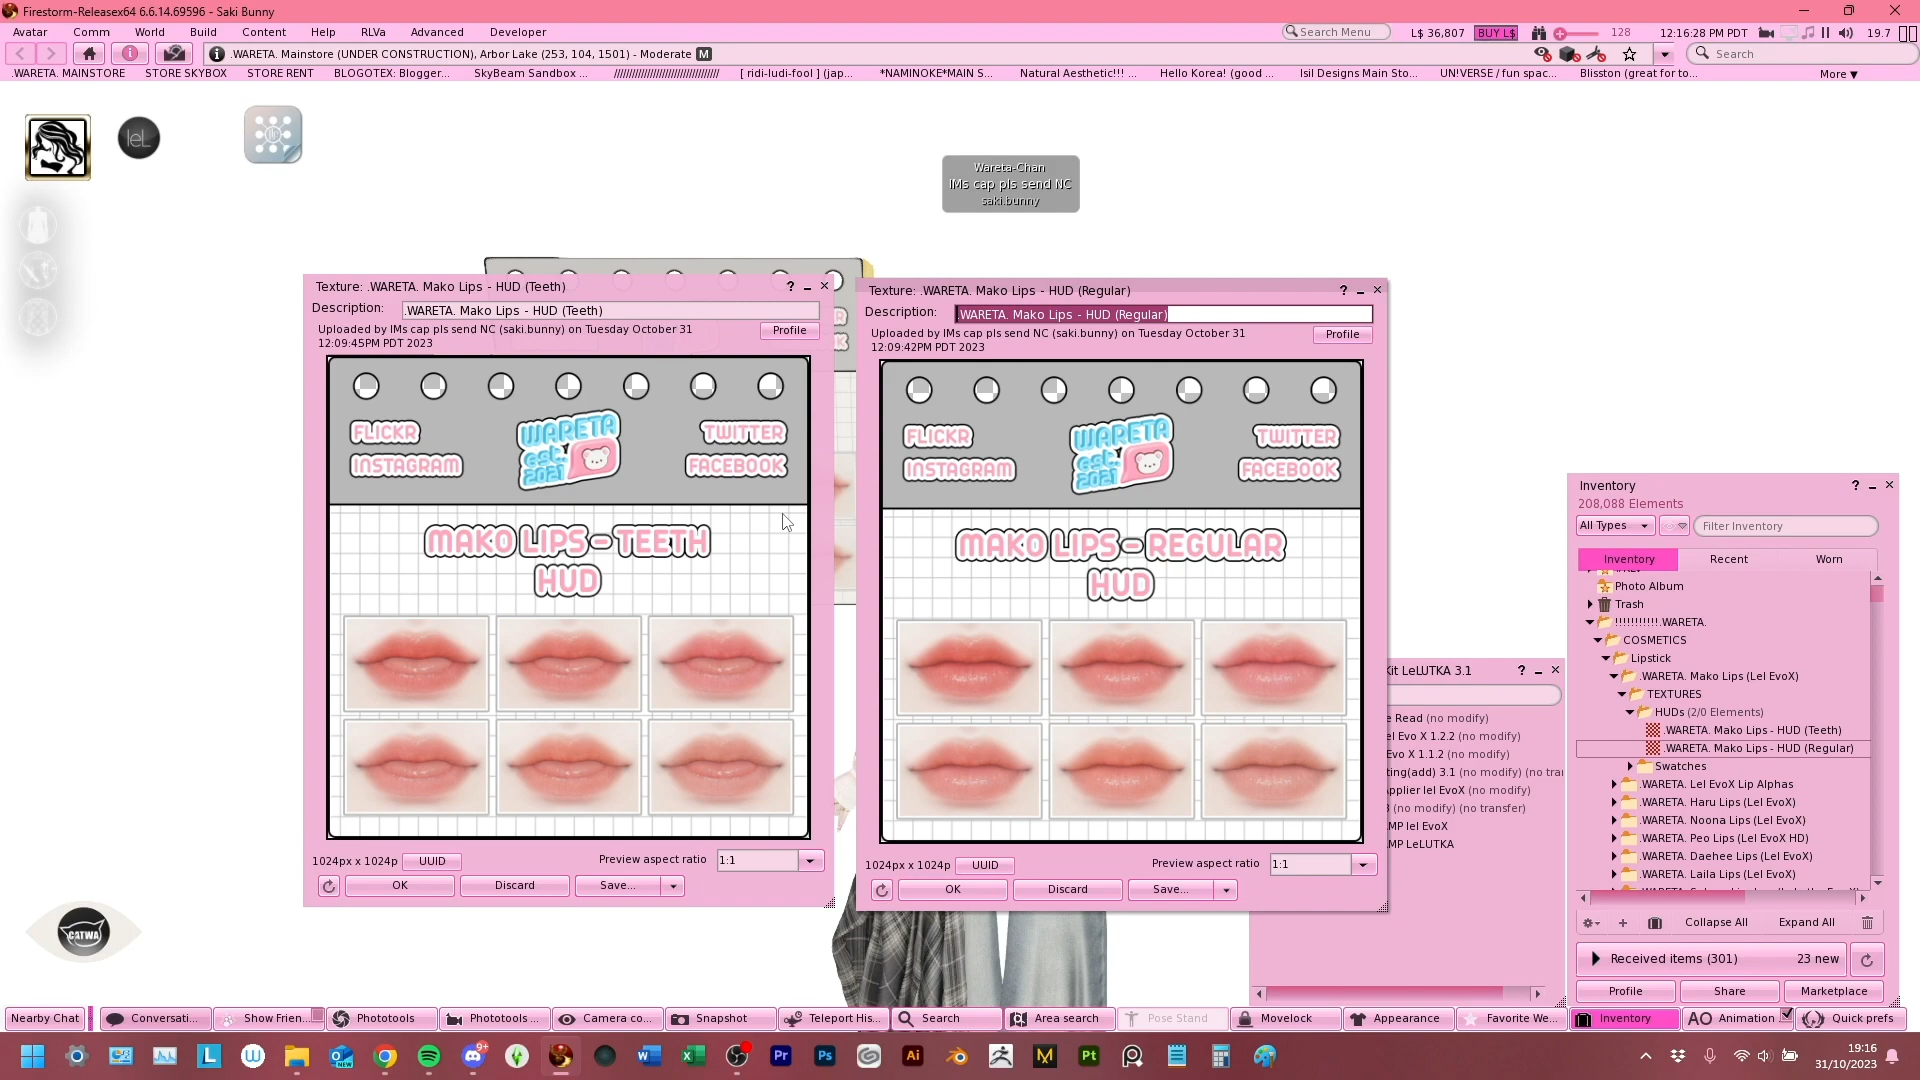 Firestorm-Releasex64 6.6.14.69596 - Saki Bunny
Avatar Comm World Build Content Help RLVa Advanced Developer
Search Menu L$ 36,807 BUY L$ 128 12:16:28 PM PDT 19.7
.WARETA. Mainstore (UNDER CONSTRUCTION), Arbor Lake (253, 104, 1501) - Moderate M
Search
.WARETA. MAINSTORE STORE SKYBOX STORE RENT BLOGOTEX: Blogger... SkyBeam Sandbox ... [ ridi-ludi-fool ] (jap... *NAMINOKE*MAIN S... Natural Aesthetic!!! ... Hello Korea! (good ... Isil Designs Main Sto... UN!VERSE / fun spac... Blisston (great for to... More ▼
leL
Wareta-Chan
IMs cap pls send NC
saki.bunny
Texture: .WARETA. Mako Lips - HUD (Teeth)
Description: .WARETA. Mako Lips - HUD (Teeth)
Uploaded by IMs cap pls send NC (saki.bunny) on Tuesday October 31
12:09:45PM PDT 2023
Profile
FLICKR
INSTAGRAM
WARETA
est.
2021
TWITTER
FACEBOOK
MAKO LIPS - TEETH
HUD
1024px x 1024p UUID Preview aspect ratio 1:1
OK Discard Save...
Texture: .WARETA. Mako Lips - HUD (Regular)
Description: .WARETA. Mako Lips - HUD (Regular)
Uploaded by IMs cap pls send NC (saki.bunny) on Tuesday October 31
12:09:42PM PDT 2023
Profile
FLICKR
INSTAGRAM
WARETA
est.
2021
TWITTER
FACEBOOK
MAKO LIPS - REGULAR
HUD
1024px x 1024p UUID Preview aspect ratio 1:1
OK Discard Save...
Kit LeLUTKA 3.1
e Read (no modify)
el Evo X 1.2.2 (no modify)
Evo X 1.1.2 (no modify)
ting(add) 3.1 (no modify) (no tra
pplier lel EvoX (no modify)
(no modify) (no transfer)
MP lel EvoX
MP LeLUTKA
Inventory
208,088 Elements
All Types Filter Inventory
Inventory Recent Worn
Photo Album
Trash
!!!!!!!!!!!.WARETA.
COSMETICS
Lipstick
.WARETA. Mako Lips (Lel EvoX)
TEXTURES
HUDs (2/0 Elements)
.WARETA. Mako Lips - HUD (Teeth)
.WARETA. Mako Lips - HUD (Regular)
Swatches
.WARETA. Lel EvoX Lip Alphas
.WARETA. Haru Lips (Lel EvoX)
.WARETA. Noona Lips (Lel EvoX)
.WARETA. Peo Lips (Lel EvoX HD)
.WARETA. Daehee Lips (Lel EvoX)
.WARETA. Laila Lips (Lel EvoX)
Collapse All Expand All
Received items (301) 23 new
Profile Share Marketplace
CATWA
Nearby Chat Conversati... Show Frien... Phototools Phototools ... Camera co... Snapshot Teleport His... Search Area search Pose Stand Movelock Appearance Favorite We... Inventory AO Animation Quick prefs
19:16
31/10/2023